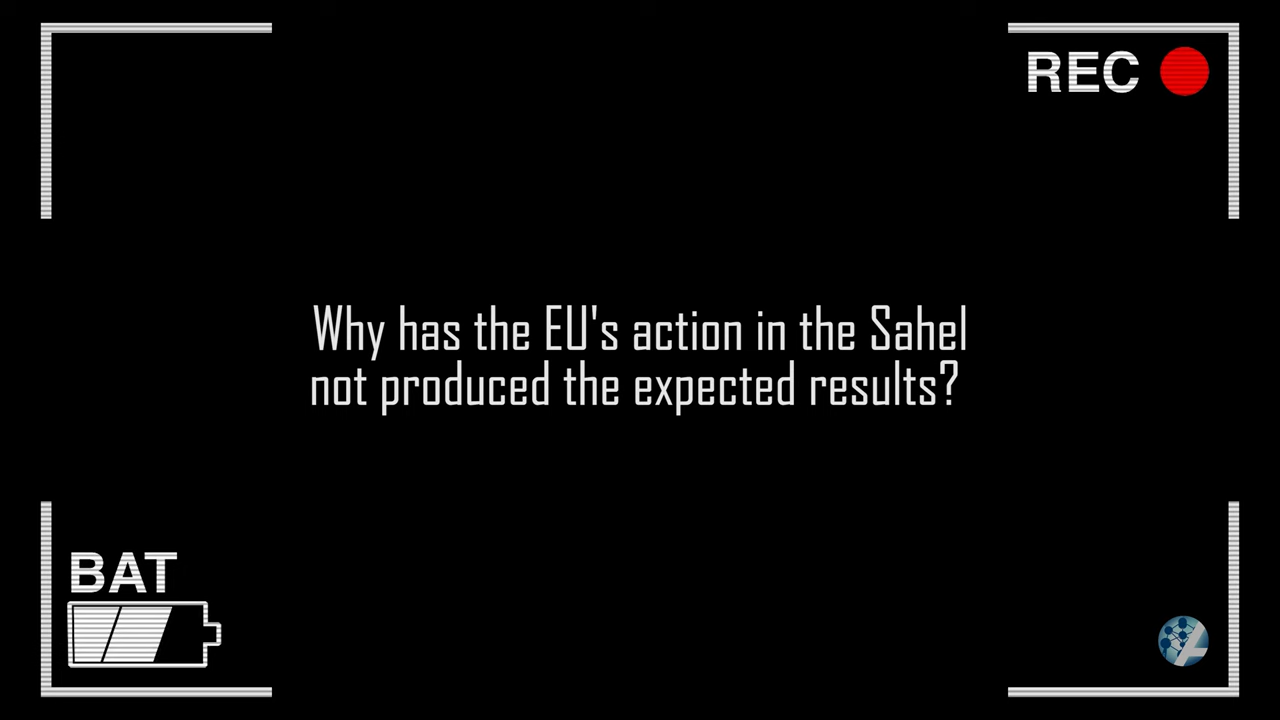 REC
Why has the EU's action in the Sahel
not produced the expected results?
BAT